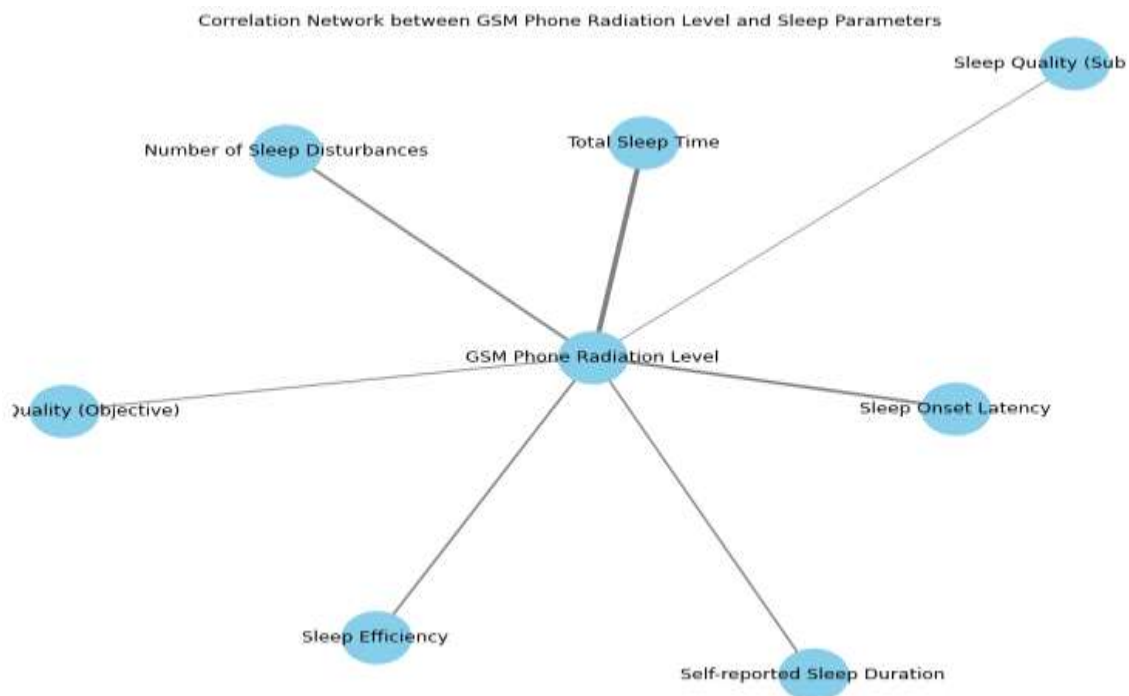 Correlation Network between GSM Phone Radiation Level and Sleep Parameters
Sleep Quality (Sub
Total Sleep Time
Number of Sleep Disturbances
GSM Phone Radiation Level
Sleep Onset Latency
uality (Objective)
Sleep Efficiency
Self-reported Sleep Duration